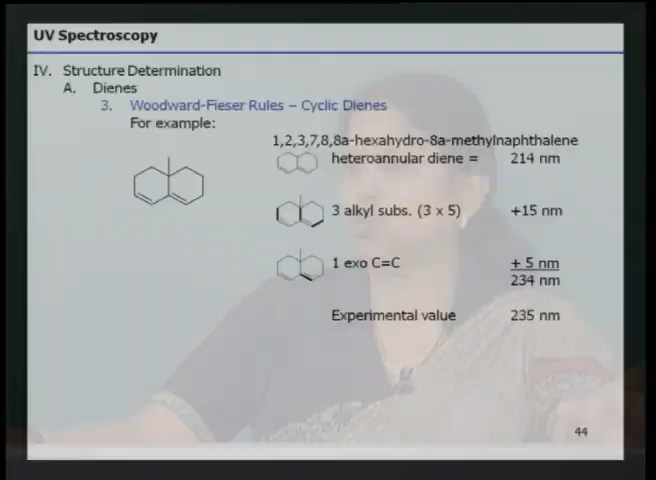 UV Spectroscopy
IV. Structure Determination
A. Dienes
3. Woodward-Fieser Rules – Cyclic Dienes
For example:
1,2,3,7,8,8a-hexahydro-8a-methylnaphthalene
heteroannular diene = 214 nm
3 alkyl subs. (3 x 5) +15 nm
1 exo C=C + 5 nm
234 nm
Experimental value 235 nm
44